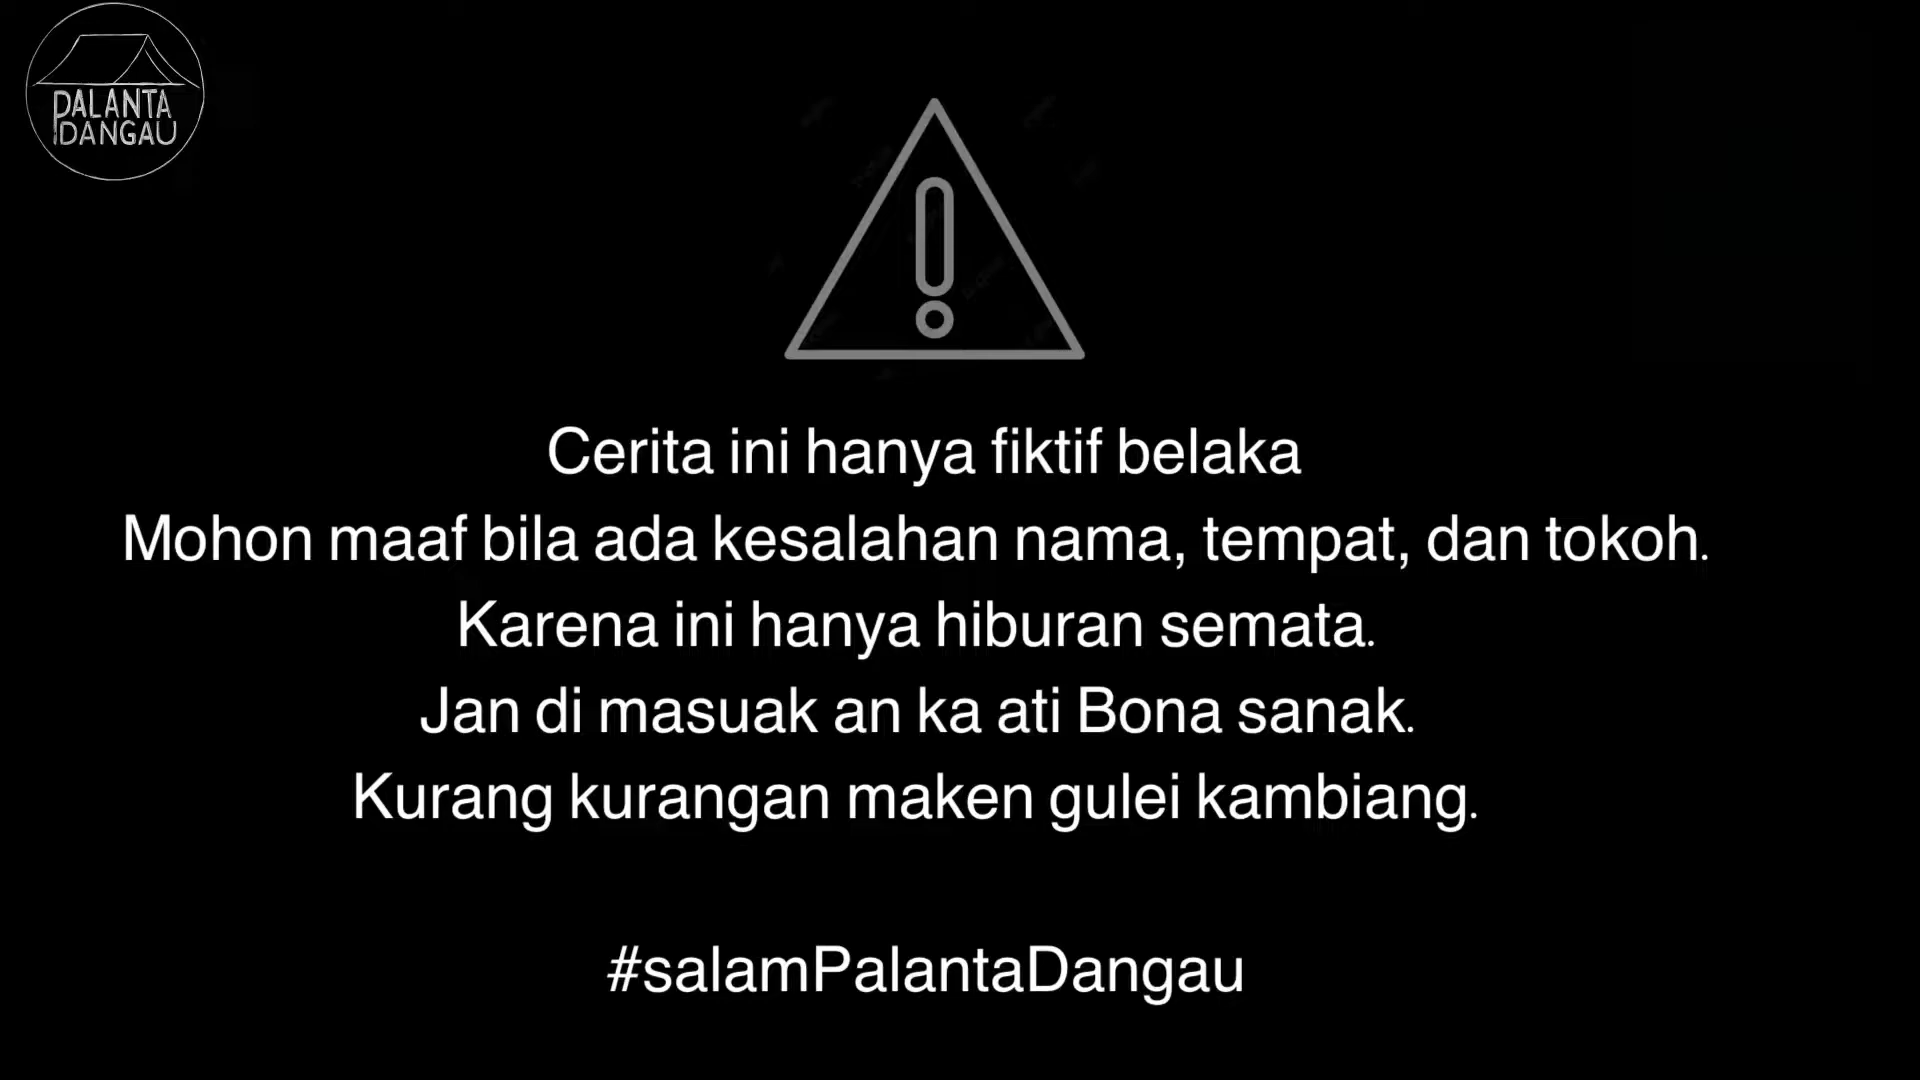 PALANTA
DANGAU
Cerita ini hanya fiktif belaka
Mohon maaf bila ada kesalahan nama, tempat, dan tokoh.
Karena ini hanya hiburan semata.
Jan di masuak an ka ati Bona sanak.
Kurang kurangan maken gulei kambiang.
#salamPalantaDangau